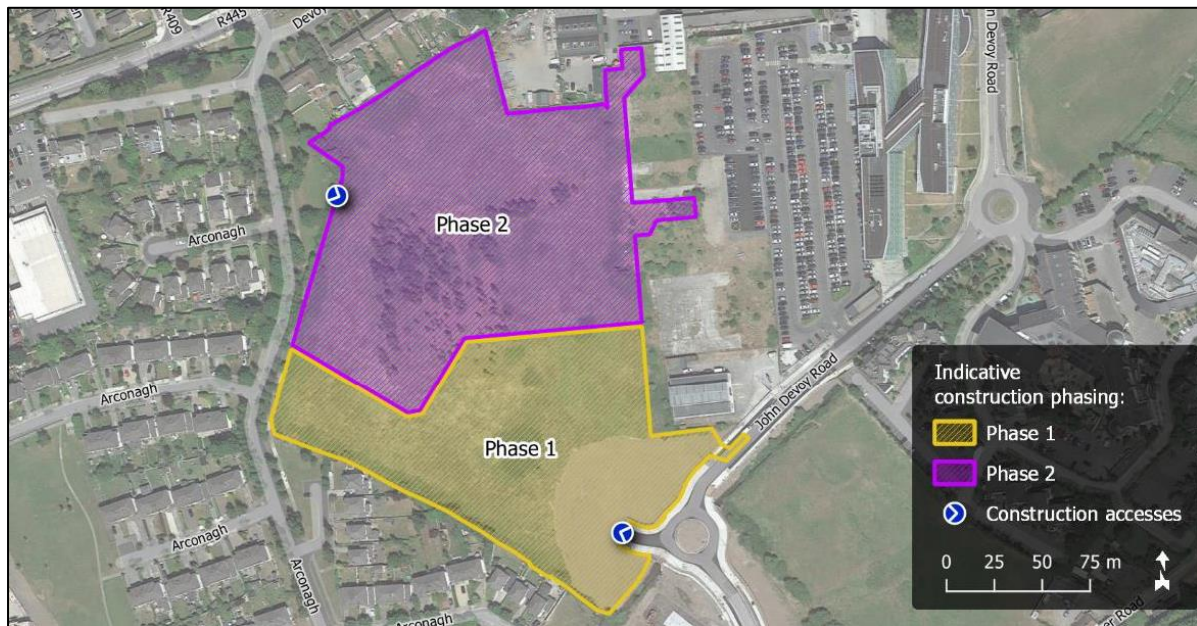 R409
R445
Devoy
John Devoy Road
Phase 2
Arconagh
Arconagh
John Devoy Road
Phase 1
Arconagh
Arconagh
Indicative
construction phasing:
Phase 1
Phase 2
Construction accesses
0 25 50 75 m
Road